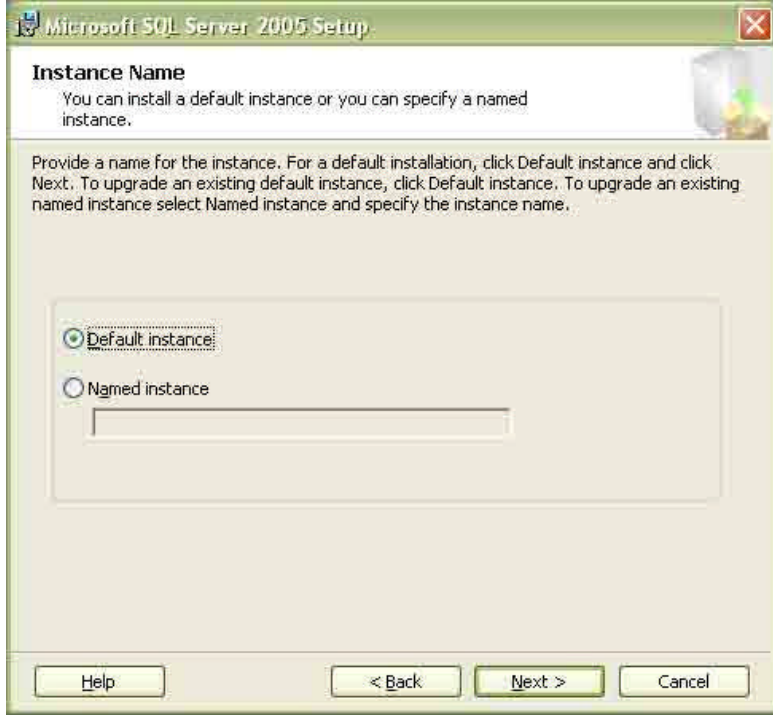 Microsoft SQL Server 2005 Setup
Instance Name
You can install a default instance or you can specify a named
instance.
Provide a name for the instance. For a default installation, click Default instance and click
Next. To upgrade an existing default instance, click Default instance. To upgrade an existing
named instance select Named instance and specify the instance name.
Default instance
Named instance
Help
< Back
Next >
Cancel